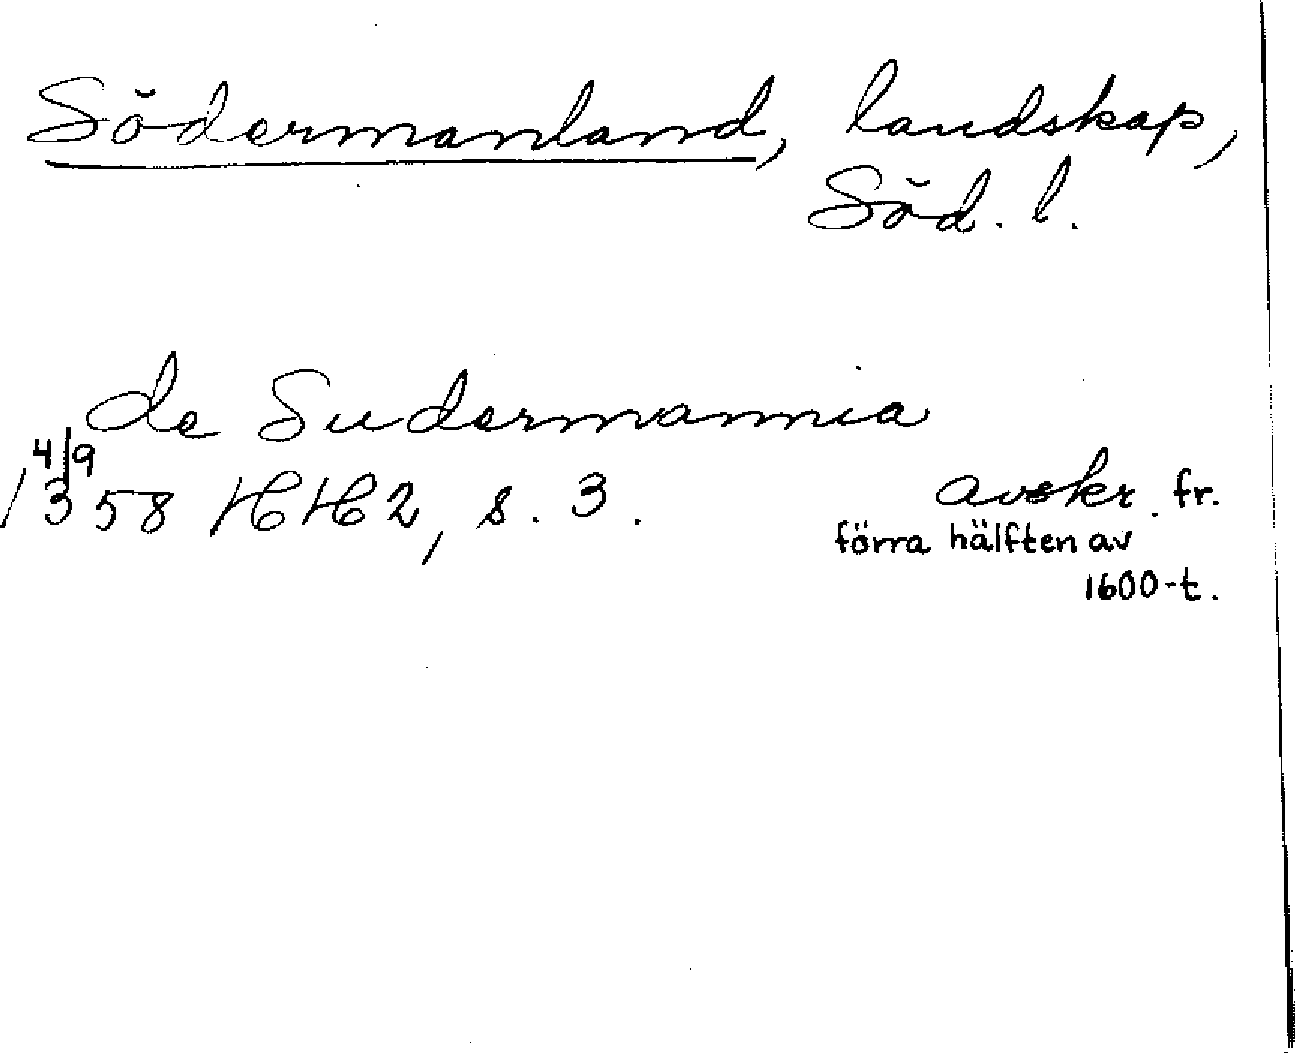 Södermanland, landskap,
Söd. l.
de Sudermannia
4/9
1358 HH2, s. 3. avskr. fr.
förra hälften av
1600-t.